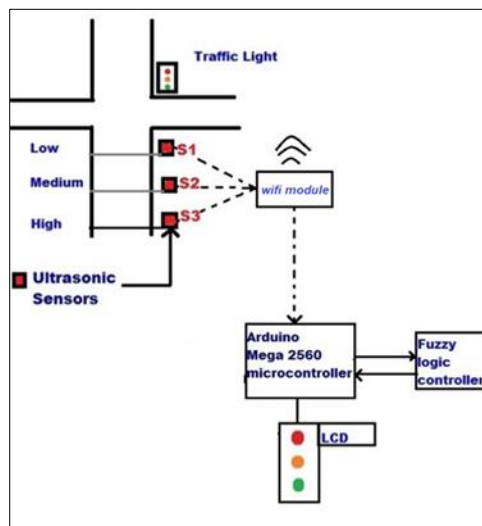 Traffic Light
Low
S1
Medium
S2
wifi module
High
S3
Ultrasonic
Sensors
Arduino
Mega 2560
microcontroller
Fuzzy
logic
controller
LCD